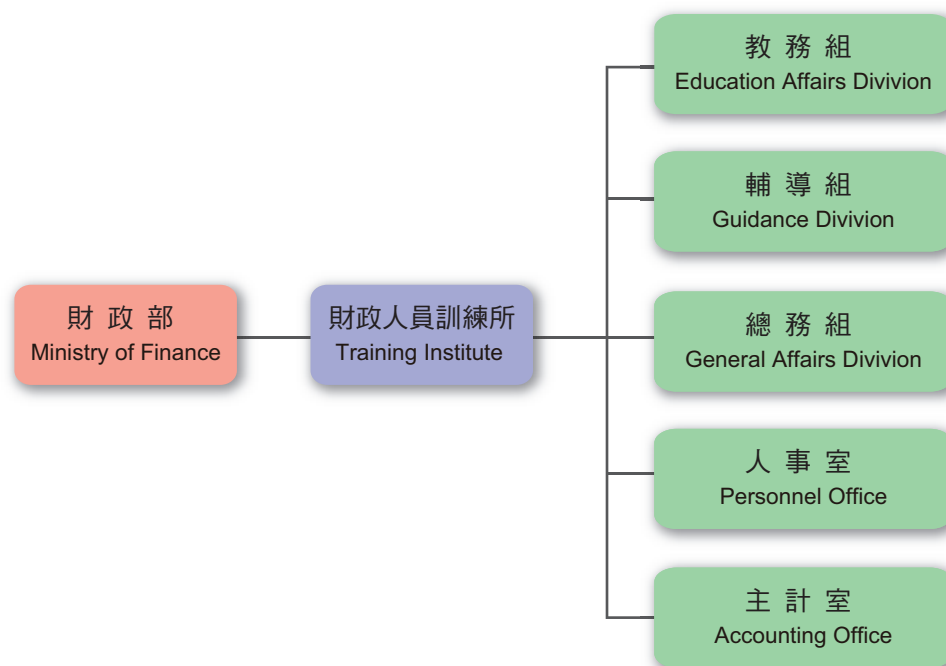 財政部
Ministry of Finance
財政人員訓練所
Training Institute
教務組
Education Affairs Divivion
輔導組
Guidance Divivion
總務組
General Affairs Division
人事室
Personnel Office
主計室
Accounting Office